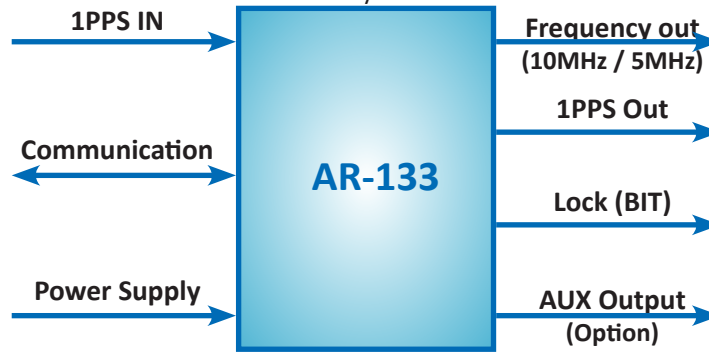 1PPS IN
Communication
Power Supply
AR-133
Frequency out
(10MHz / 5MHz)
1PPS Out
Lock (BIT)
AUX Output
(Option)